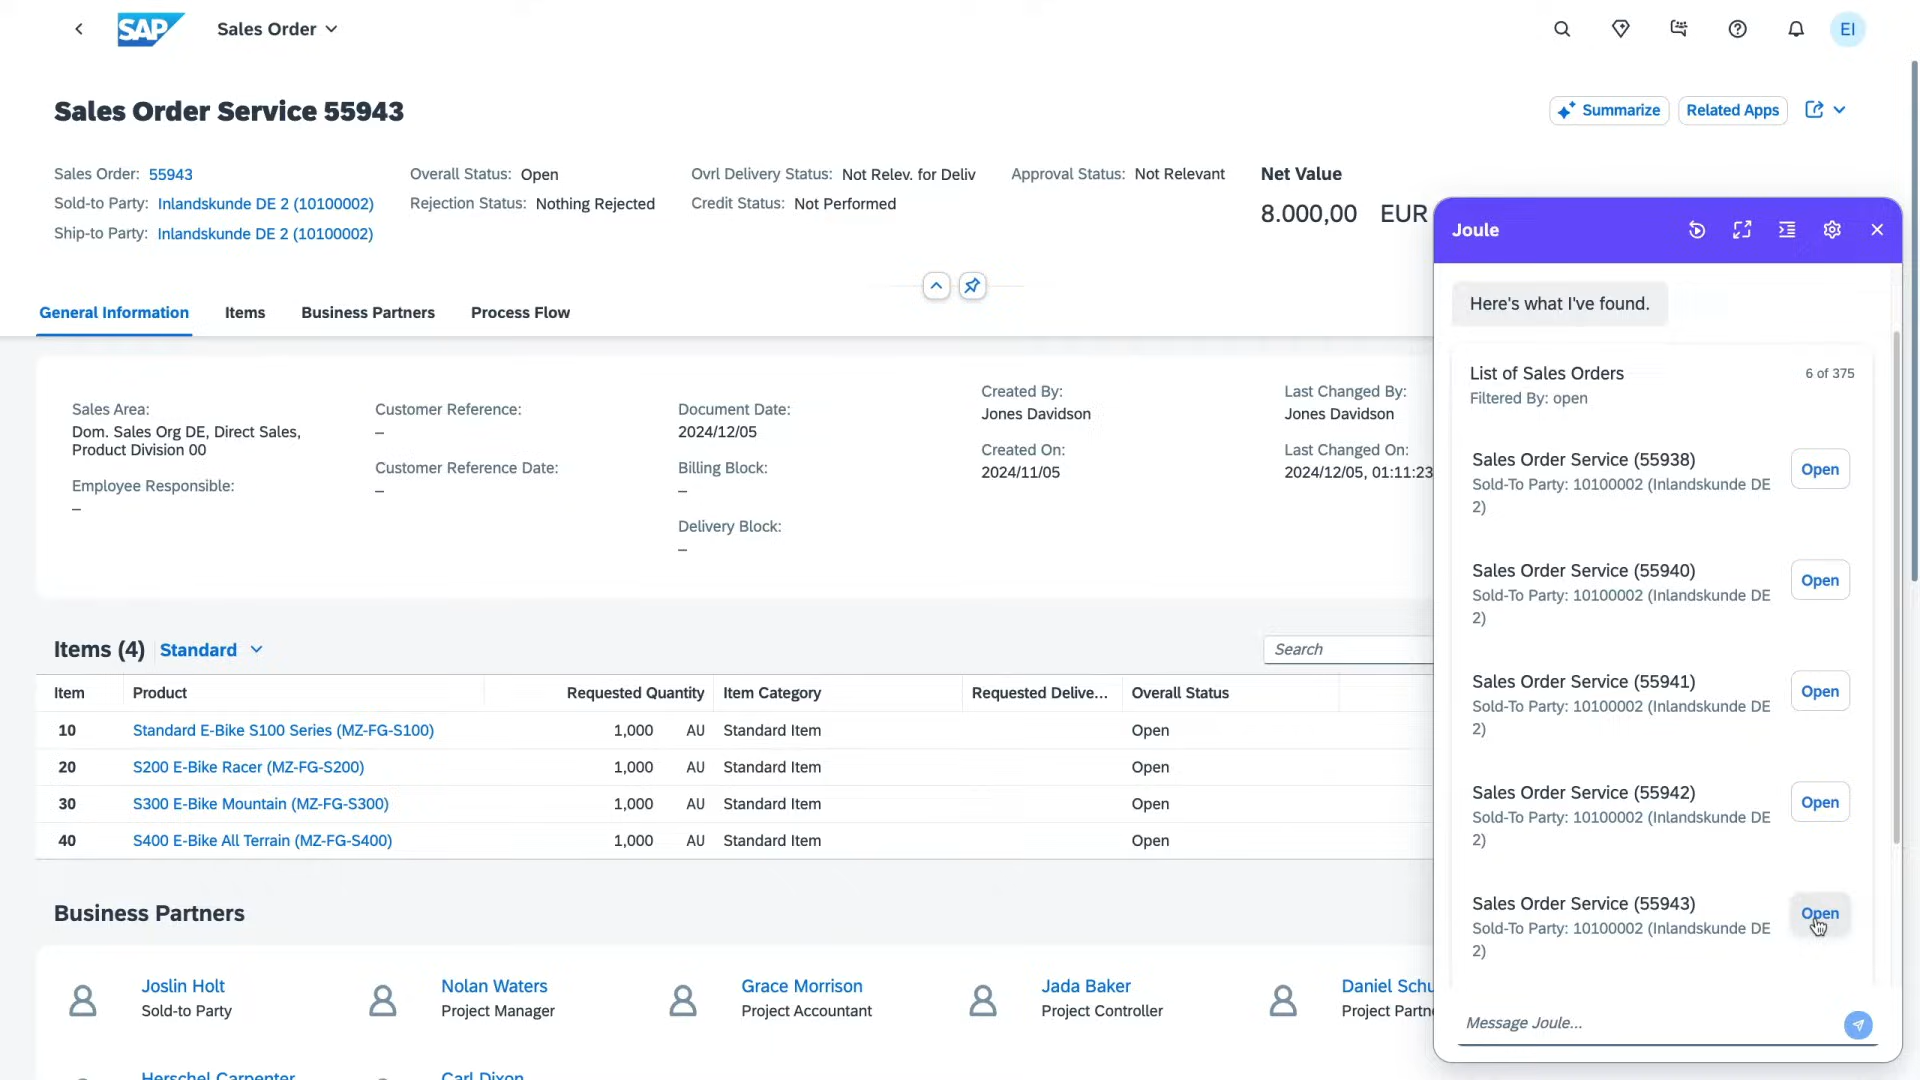 SAP
Sales Order
EI
Sales Order Service 55943
Summarize
Related Apps
Sales Order: 55943
Overall Status: Open
Ovrl Delivery Status: Not Relev. for Deliv
Approval Status: Not Relevant
Net Value
Sold-to Party: Inlandskunde DE 2 (10100002)
Rejection Status: Nothing Rejected
Credit Status: Not Performed
8.000,00 EUR
Ship-to Party: Inlandskunde DE 2 (10100002)
General Information
Items
Business Partners
Process Flow
Sales Area:
Dom. Sales Org DE, Direct Sales,
Product Division 00
Employee Responsible:
–
Customer Reference:
–
Customer Reference Date:
–
Document Date:
2024/12/05
Billing Block:
–
Delivery Block:
–
Created By:
Jones Davidson
Created On:
2024/11/05
Last Changed By:
Jones Davidson
Last Changed On:
2024/12/05, 01:11:23
Items (4) Standard
Search
Item Product Requested Quantity Item Category Requested Delive... Overall Status
10 Standard E-Bike S100 Series (MZ-FG-S100) 1,000 AU Standard Item Open
20 S200 E-Bike Racer (MZ-FG-S200) 1,000 AU Standard Item Open
30 S300 E-Bike Mountain (MZ-FG-S300) 1,000 AU Standard Item Open
40 S400 E-Bike All Terrain (MZ-FG-S400) 1,000 AU Standard Item Open
Business Partners
Joslin Holt
Sold-to Party
Nolan Waters
Project Manager
Grace Morrison
Project Accountant
Jada Baker
Project Controller
Daniel Schu
Project Partn
Herschel Carpenter
Carl Dixon
Joule
Here's what I've found.
List of Sales Orders
6 of 375
Filtered By: open
Sales Order Service (55938)
Sold-To Party: 10100002 (Inlandskunde DE
2)
Open
Sales Order Service (55940)
Sold-To Party: 10100002 (Inlandskunde DE
2)
Open
Sales Order Service (55941)
Sold-To Party: 10100002 (Inlandskunde DE
2)
Open
Sales Order Service (55942)
Sold-To Party: 10100002 (Inlandskunde DE
2)
Open
Sales Order Service (55943)
Sold-To Party: 10100002 (Inlandskunde DE
2)
Open
Message Joule...